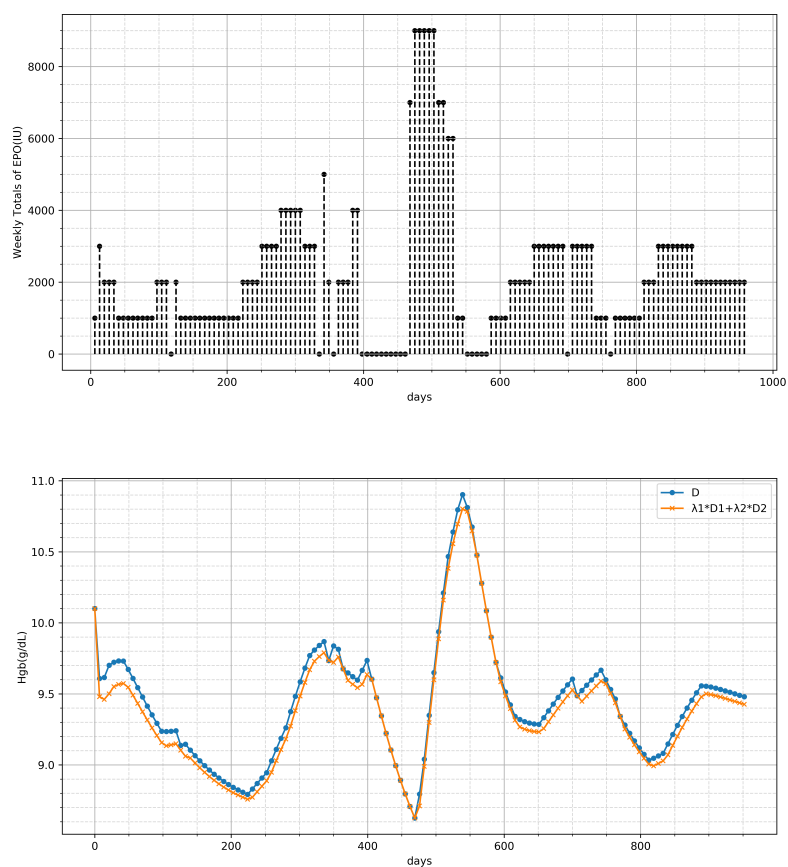 8000
6000
4000
2000
0
Weekly Totals of EPO(IU)
0 200 400 600 800 1000
days
11.0
10.5
10.0
9.5
9.0
Hgb(g/dL)
D
λ1*D1+λ2*D2
0 200 400 600 800
days